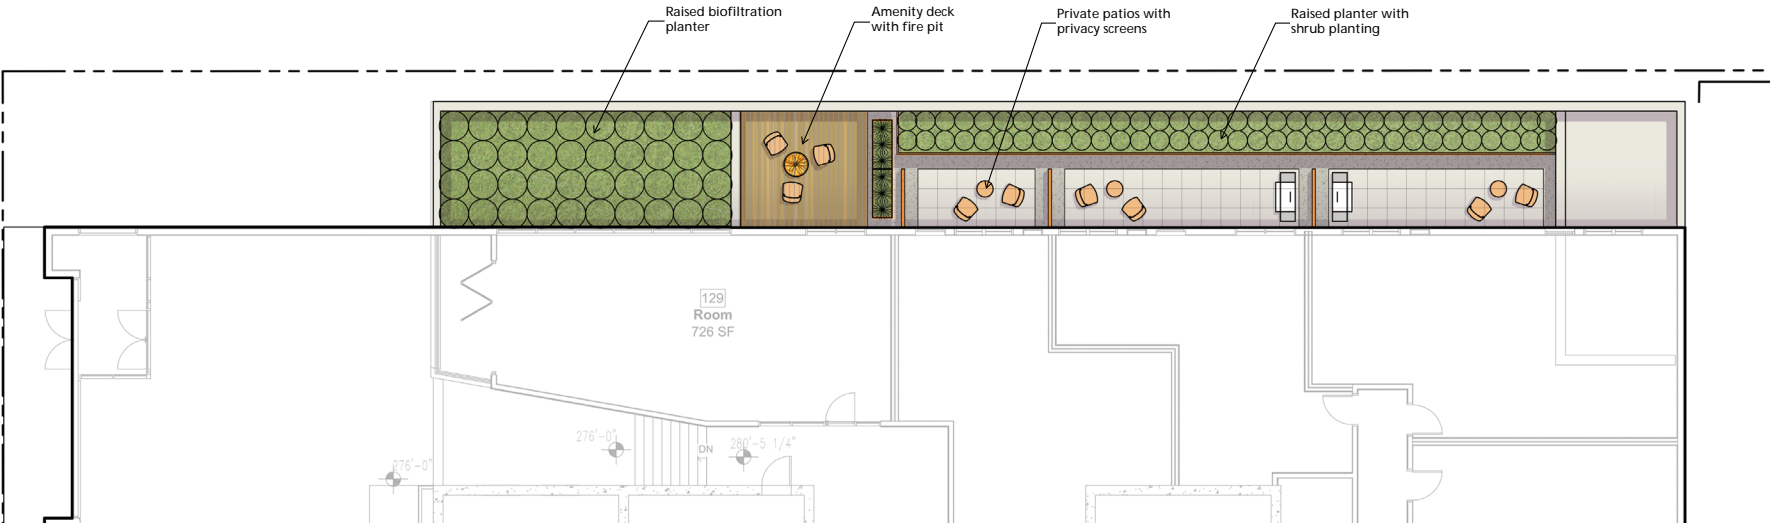 Raised biofiltration
planter
Amenity deck
with fire pit
Private patios with
privacy screens
Raised planter with
shrub planting
129
Room
726 SF
276'-0"
280'-5 1/4"
DN
276'-0"